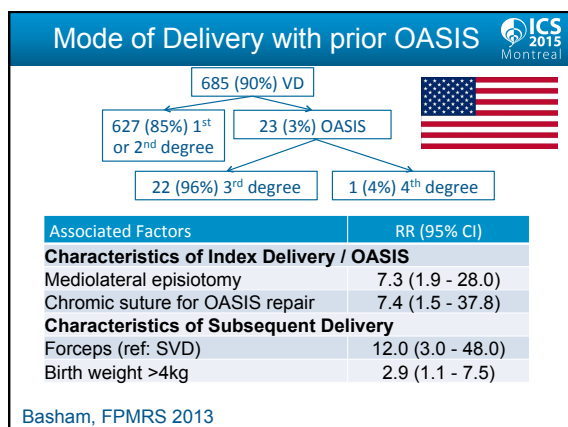 Mode of Delivery with prior OASIS
ICS
2015
Montreal
685 (90%) VD
627 (85%) 1st
or 2nd degree
23 (3%) OASIS
22 (96%) 3rd degree
1 (4%) 4th degree
Associated Factors RR (95% CI)
Characteristics of Index Delivery / OASIS
Mediolateral episiotomy 7.3 (1.9 - 28.0)
Chromic suture for OASIS repair 7.4 (1.5 - 37.8)
Characteristics of Subsequent Delivery
Forceps (ref: SVD) 12.0 (3.0 - 48.0)
Birth weight >4kg 2.9 (1.1 - 7.5)
Basham, FPMRS 2013